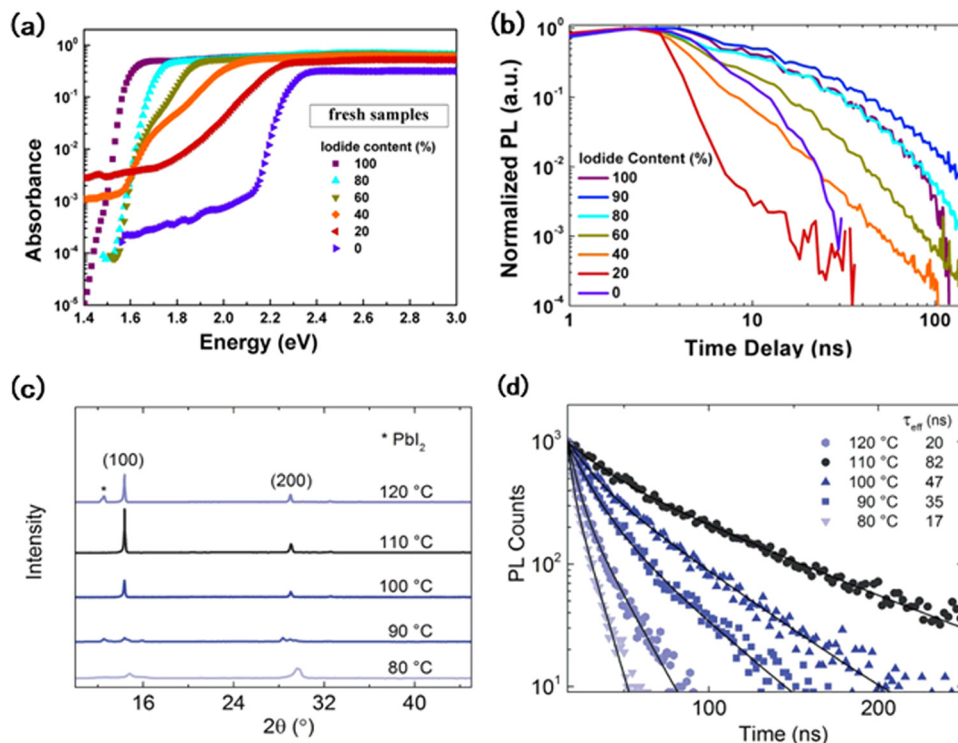 (a)
Absorbance
10⁰
10⁻¹
10⁻²
10⁻³
10⁻⁴
10⁻⁵
fresh samples
Iodide content (%)
100
80
60
40
20
0
1.4 1.6 1.8 2.0 2.2 2.4 2.6 2.8 3.0
Energy (eV)
(b)
Normalized PL (a.u.)
10⁰
10⁻¹
10⁻²
10⁻³
10⁻⁴
Iodide Content (%)
100
90
80
60
40
20
0
1 10 100
Time Delay (ns)
(c)
Intensity
* PbI₂
(100)
(200)
*
120 °C
110 °C
100 °C
90 °C
80 °C
16 24 32 40
2θ (°)
(d)
PL Counts
10³
10²
10¹
τeff (ns)
120 °C 20
110 °C 82
100 °C 47
90 °C 35
80 °C 17
100 200
Time (ns)